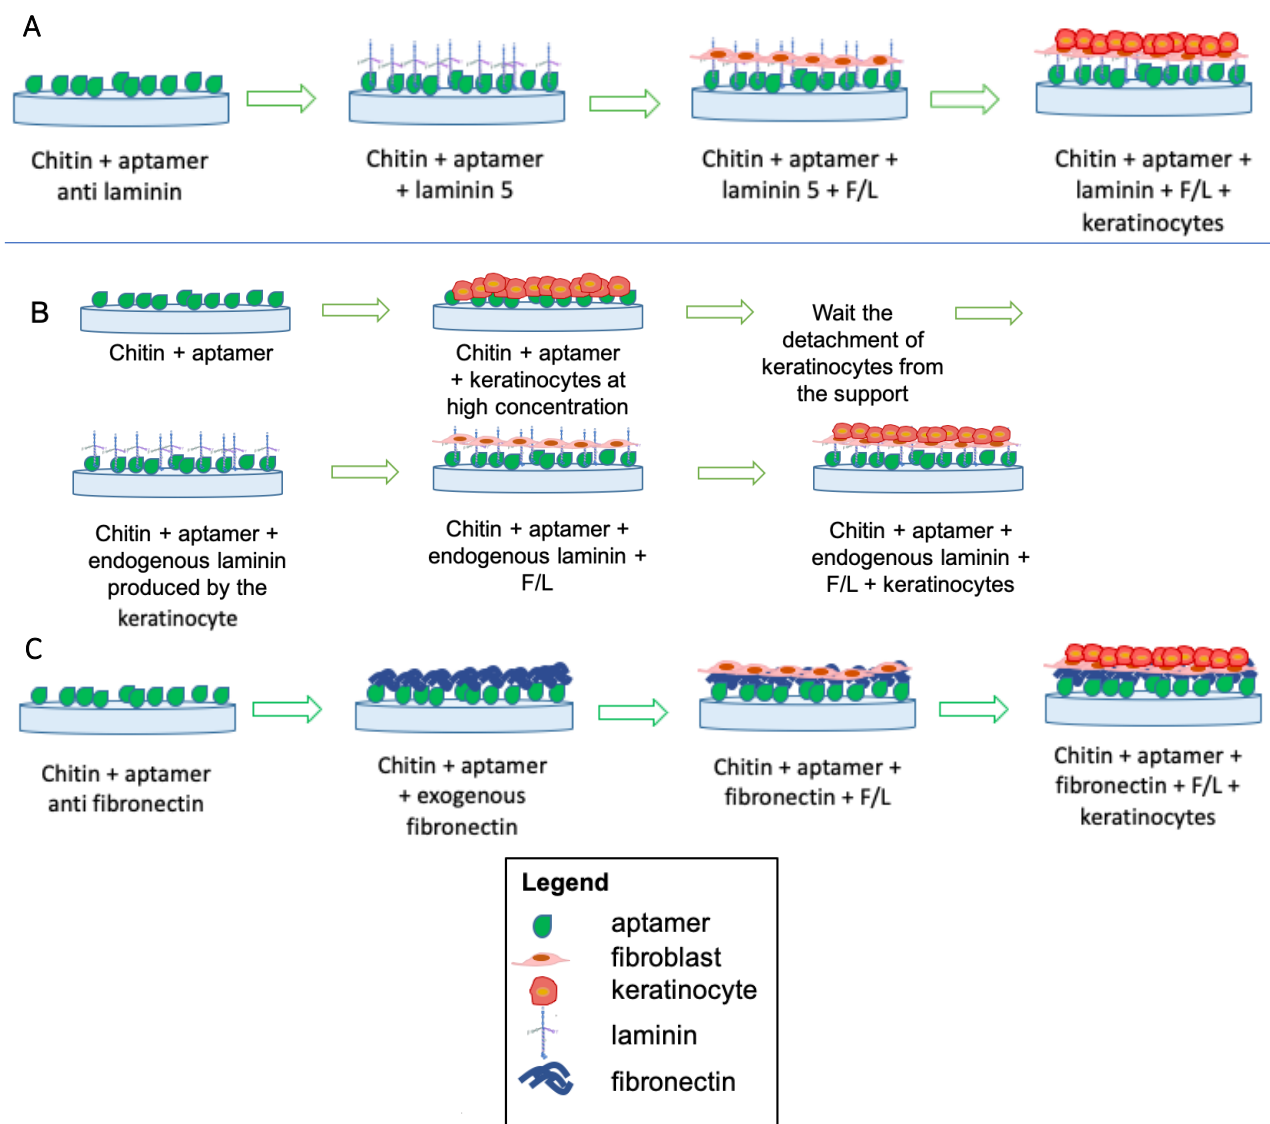 A
Chitin + aptamer
anti laminin
Chitin + aptamer
+ laminin 5
Chitin + aptamer +
laminin 5 + F/L
Chitin + aptamer +
laminin + F/L +
keratinocytes
B
Chitin + aptamer
Chitin + aptamer
+ keratinocytes at
high concentration
Wait the
detachment of
keratinocytes from
the support
Chitin + aptamer +
endogenous laminin
produced by the
keratinocyte
Chitin + aptamer +
endogenous laminin +
F/L
Chitin + aptamer +
endogenous laminin +
F/L + keratinocytes
C
Chitin + aptamer
anti fibronectin
Chitin + aptamer
+ exogenous
fibronectin
Chitin + aptamer +
fibronectin + F/L
Chitin + aptamer +
fibronectin + F/L +
keratinocytes
Legend
aptamer
fibroblast
keratinocyte
laminin
fibronectin